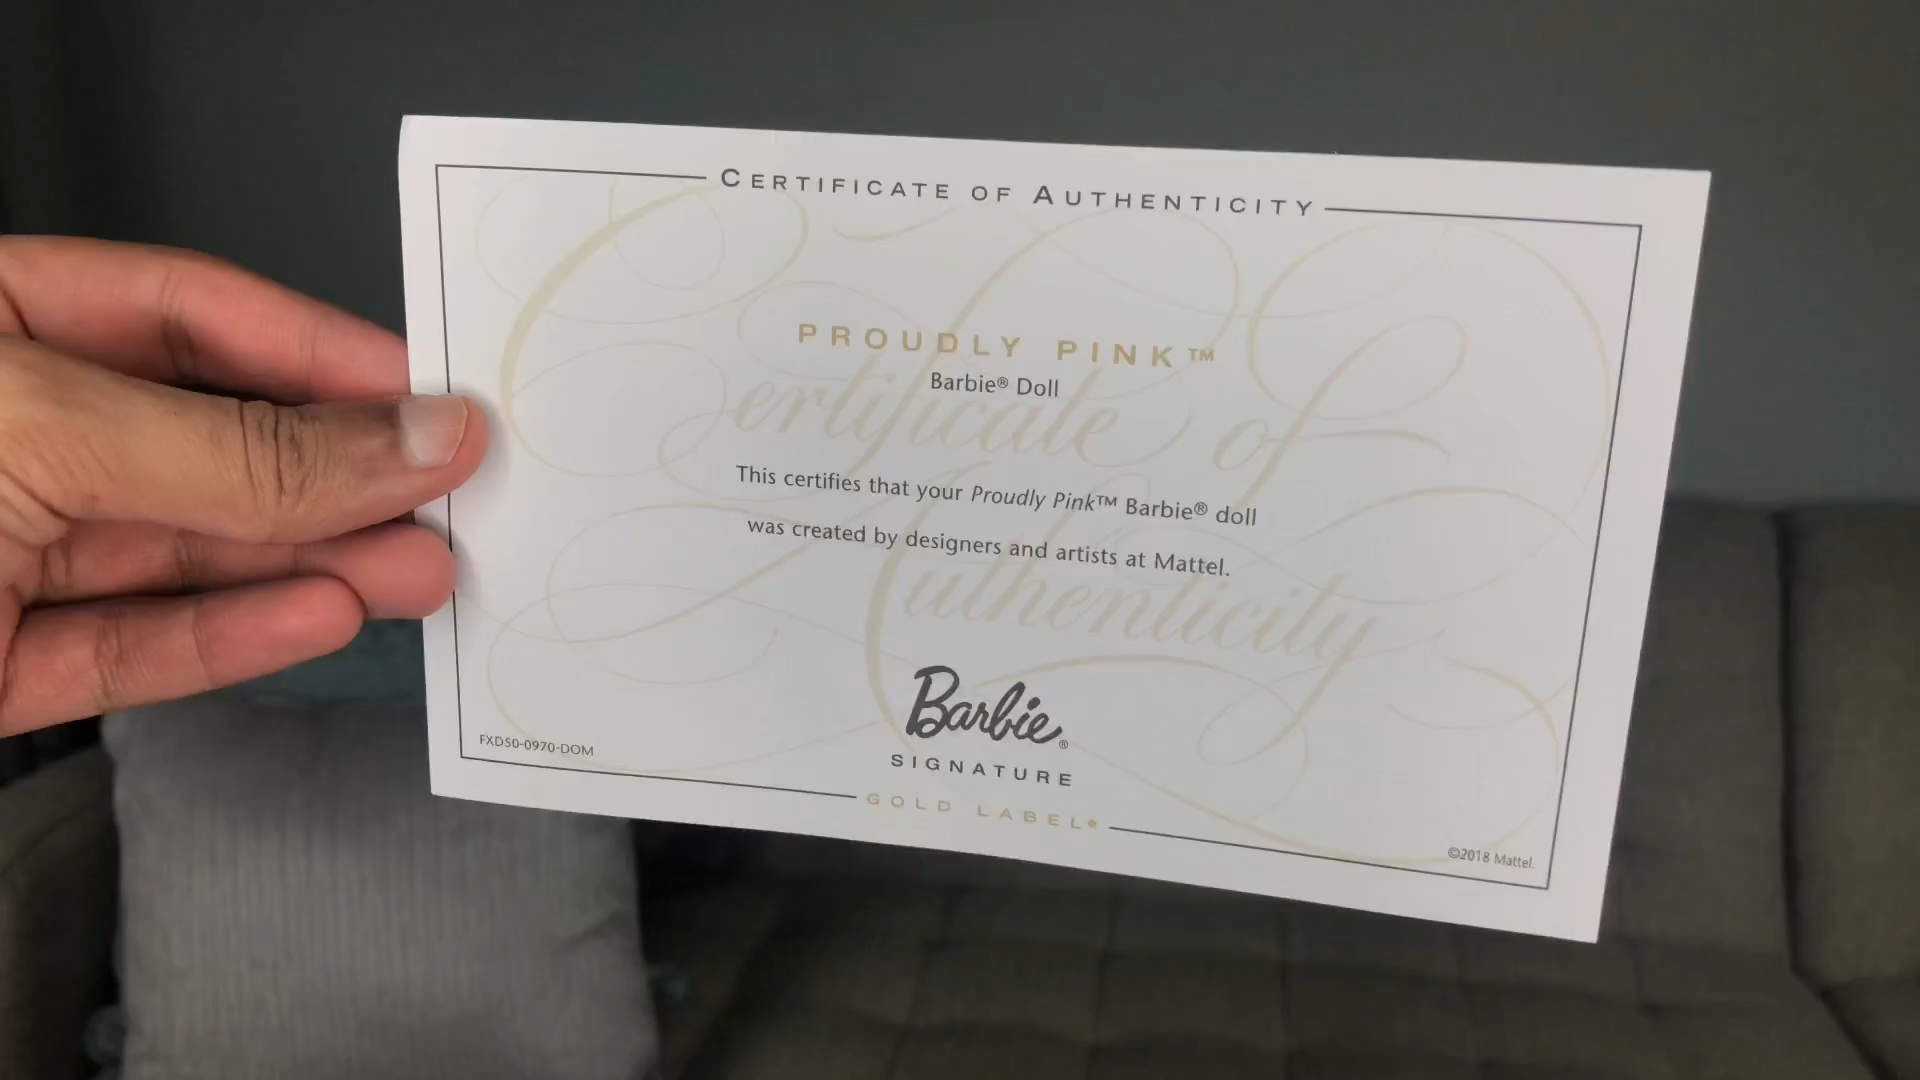 CERTIFICATE OF AUTHENTICITY
PROUDLY PINK™
Barbie® Doll
Certificate of
Authenticity
This certifies that your Proudly Pink™ Barbie® doll
was created by designers and artists at Mattel.
Barbie®
SIGNATURE
GOLD LABEL®
FXD50-0970-DOM
©2018 Mattel.